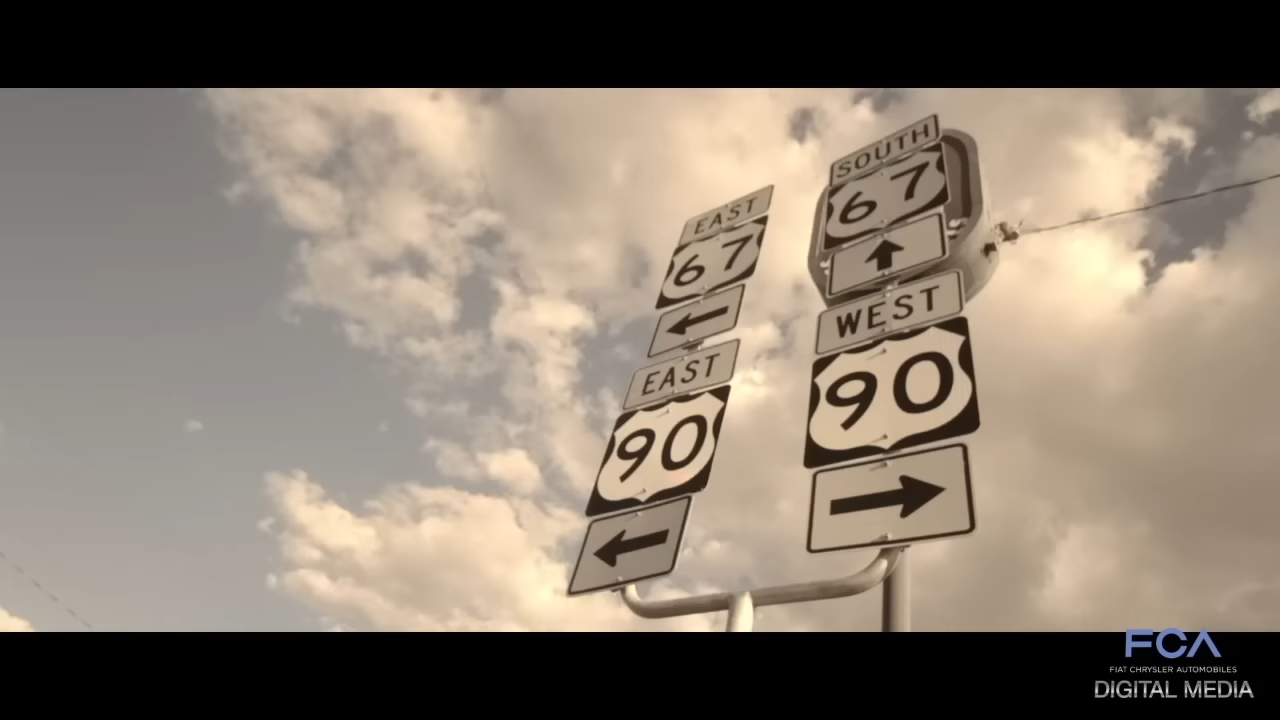 EAST
67
EAST
90
SOUTH
67
WEST
90
FCA
FIAT CHRYSLER AUTOMOBILES
DIGITAL MEDIA